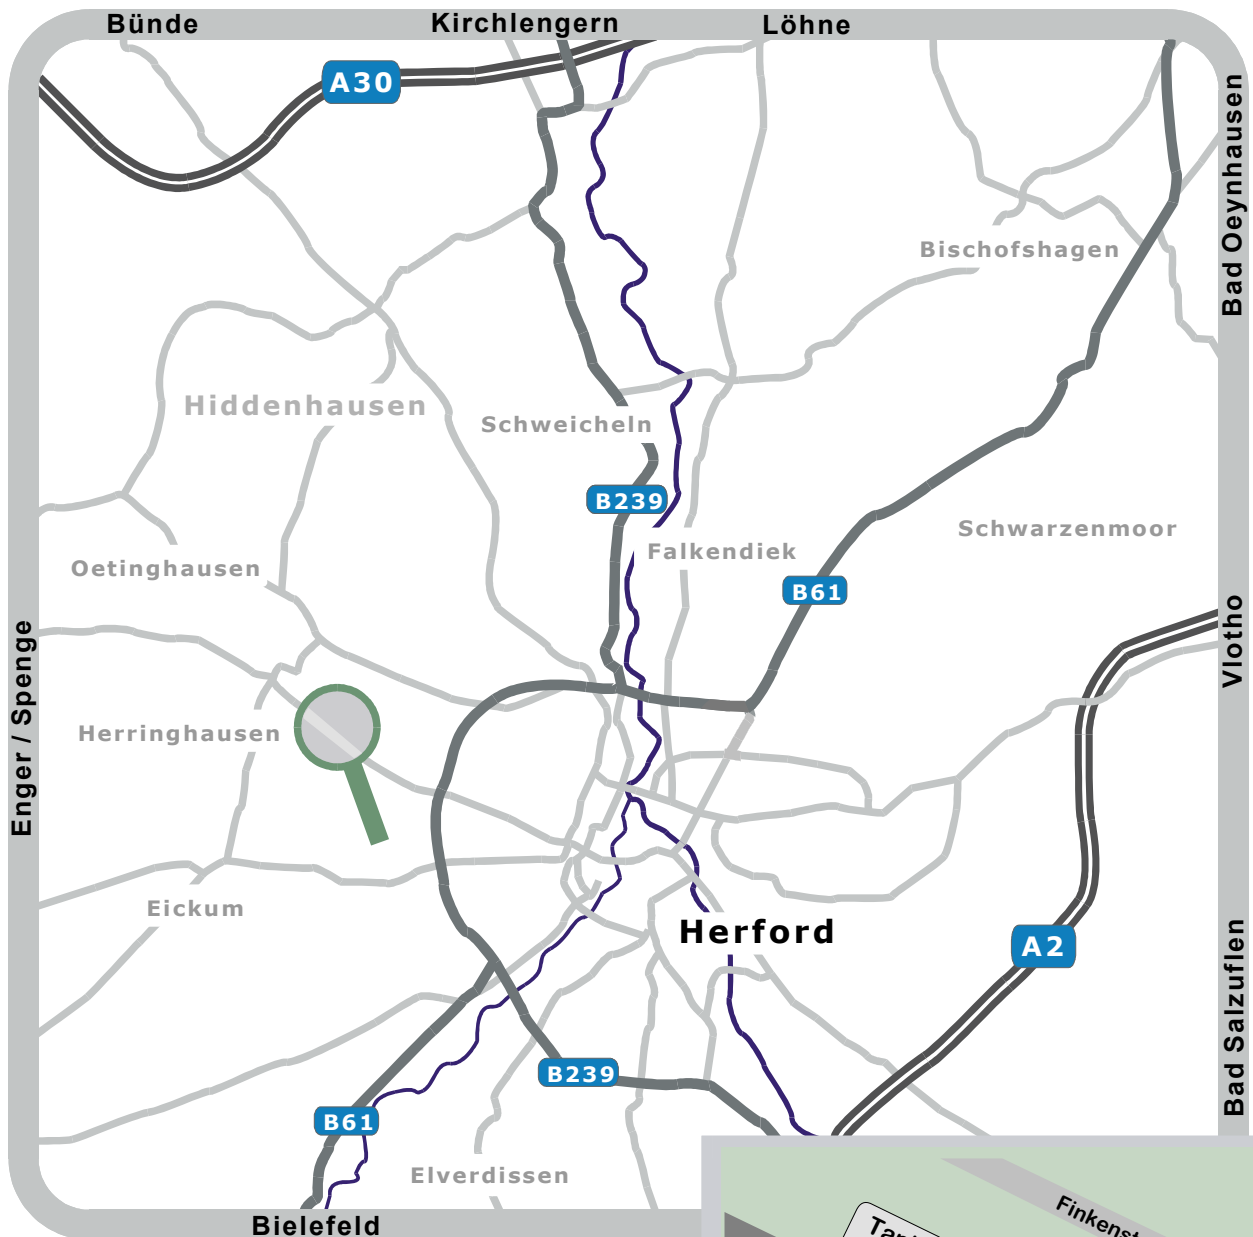 Bünde
Kirchlengern
Löhne
A30
Bad Oeynhausen
Bischofshagen
Hiddenhausen
Schweicheln
B239
Schwarzenmoor
Falkendiek
Oetinghausen
B61
Vlotho
Enger / Spenge
Herringhausen
Eickum
Herford
A2
Bad Salzuflen
B239
B61
Elverdissen
Bielefeld